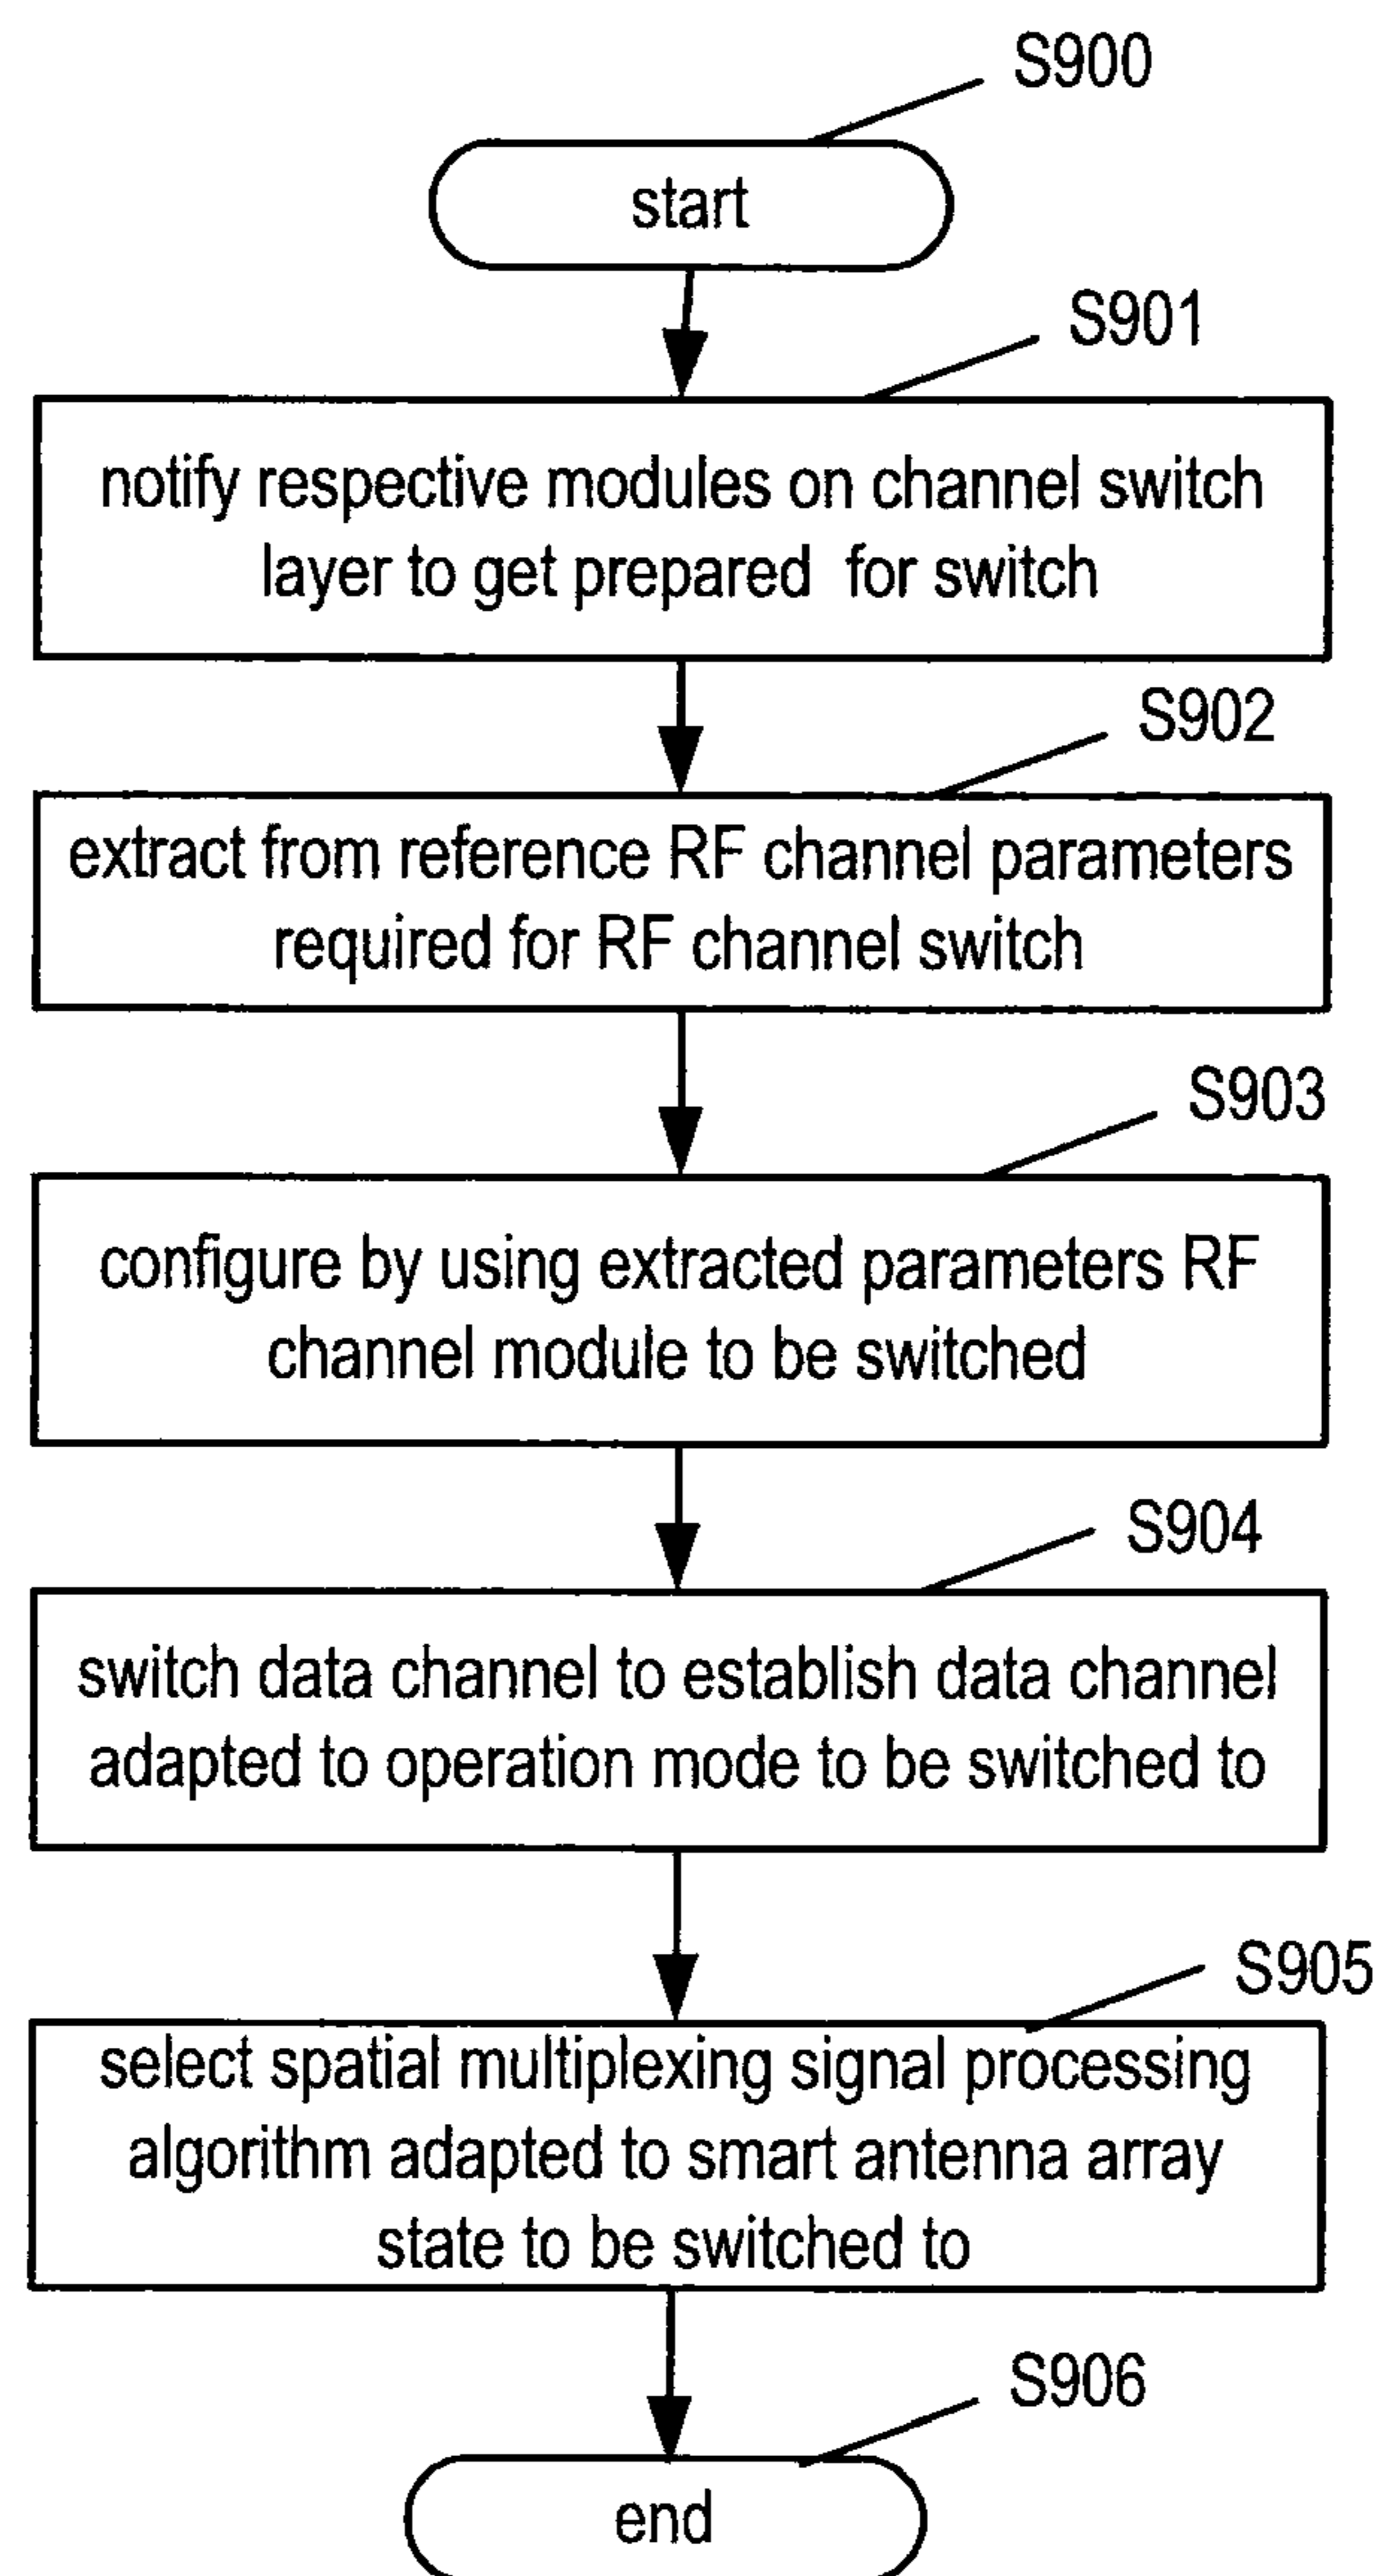 S900
start
S901
notify respective modules on channel switch
layer to get prepared for switch
S902
extract from reference RF channel parameters
required for RF channel switch
S903
configure by using extracted parameters RF
channel module to be switched
S904
switch data channel to establish data channel
adapted to operation mode to be switched to
S905
select spatial multiplexing signal processing
algorithm adapted to smart antenna array
state to be switched to
S906
end